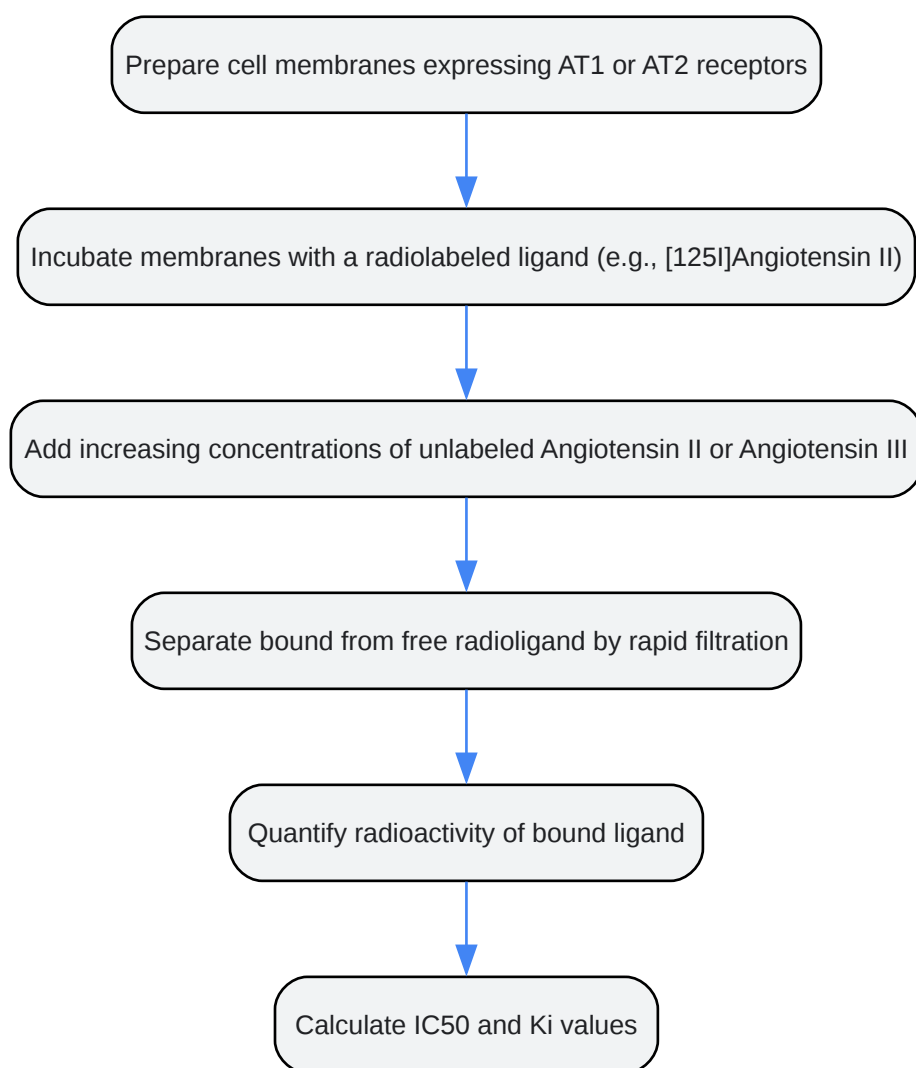 Prepare cell membranes expressing AT1 or AT2 receptors
Incubate membranes with a radiolabeled ligand (e.g., [125I]Angiotensin II)
Add increasing concentrations of unlabeled Angiotensin II or Angiotensin III
Separate bound from free radioligand by rapid filtration
Quantify radioactivity of bound ligand
Calculate IC50 and Ki values